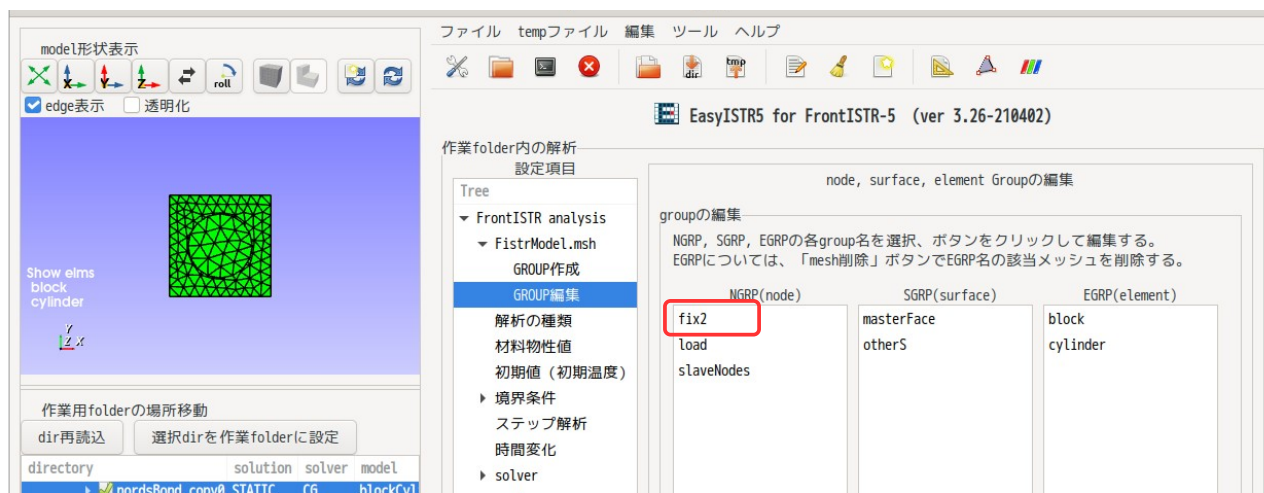 model形状表示
roll
edge表示
透明化
Show elms
block
cylinder
Y
Z X
作業用folderの場所移動
dir再読込
選択dirを作業folderに設定
directory solution solver model
nordsBond_copy0 STATIC CG blockCyl
ファイル tempファイル 編集 ツール ヘルプ
dir tmp
EasyISTR5 for FrontISTR-5 (ver 3.26-210402)
作業folder内の解析
設定項目
Tree
FrontISTR analysis
FistrModel.msh
GROUP作成
GROUP編集
解析の種類
材料物性値
初期値（初期温度）
境界条件
ステップ解析
時間変化
solver
node, surface, element Groupの編集
groupの編集
NGRP, SGRP, EGRPの各group名を選択、ボタンをクリックして編集する。
EGRPについては、「mesh削除」ボタンでEGRP名の該当メッシュを削除する。
NGRP(node) SGRP(surface) EGRP(element)
fix2 masterFace block
load otherS cylinder
slaveNodes